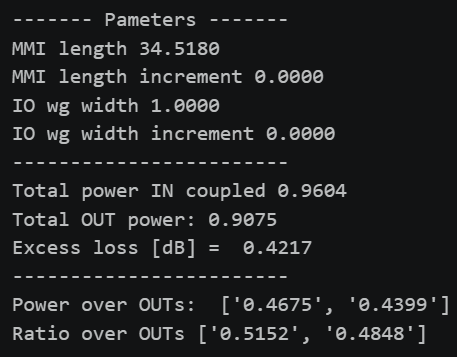 ------- Pameters -------
MMI length 34.5180
MMI length increment 0.0000
IO wg width 1.0000
IO wg width increment 0.0000
------------------------
Total power IN coupled 0.9604
Total OUT power: 0.9075
Excess loss [dB] =  0.4217
------------------------
Power over OUTs:  ['0.4675', '0.4399']
Ratio over OUTs ['0.5152', '0.4848']